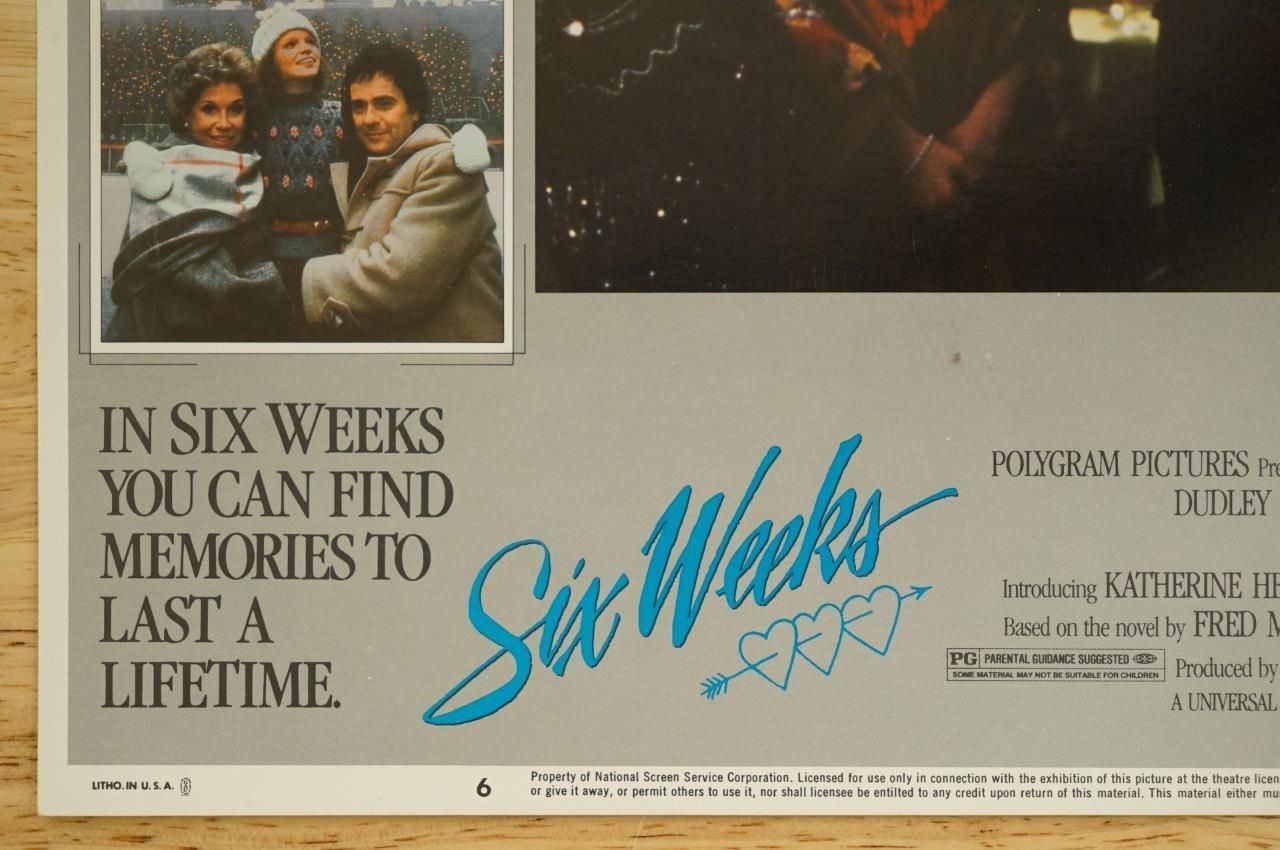 IN SIX WEEKS
YOU CAN FIND
MEMORIES TO
LAST A
LIFETIME.
Six Weeks
POLYGRAM PICTURES
DUDLEY
Introducing KATHERINE
Based on the novel by FRED
PG PARENTAL GUIDANCE SUGGESTED
SOME MATERIAL MAY NOT BE SUITABLE FOR CHILDREN
Produced by
A UNIVERSAL
LITHO. IN U. S. A.
6
Property of National Screen Service Corporation. Licensed for use only in connection with the exhibition of this picture at the theatre
or give it away, or permit others to use it, nor shall licensee be entilted to any credit upon return of this material. This material either